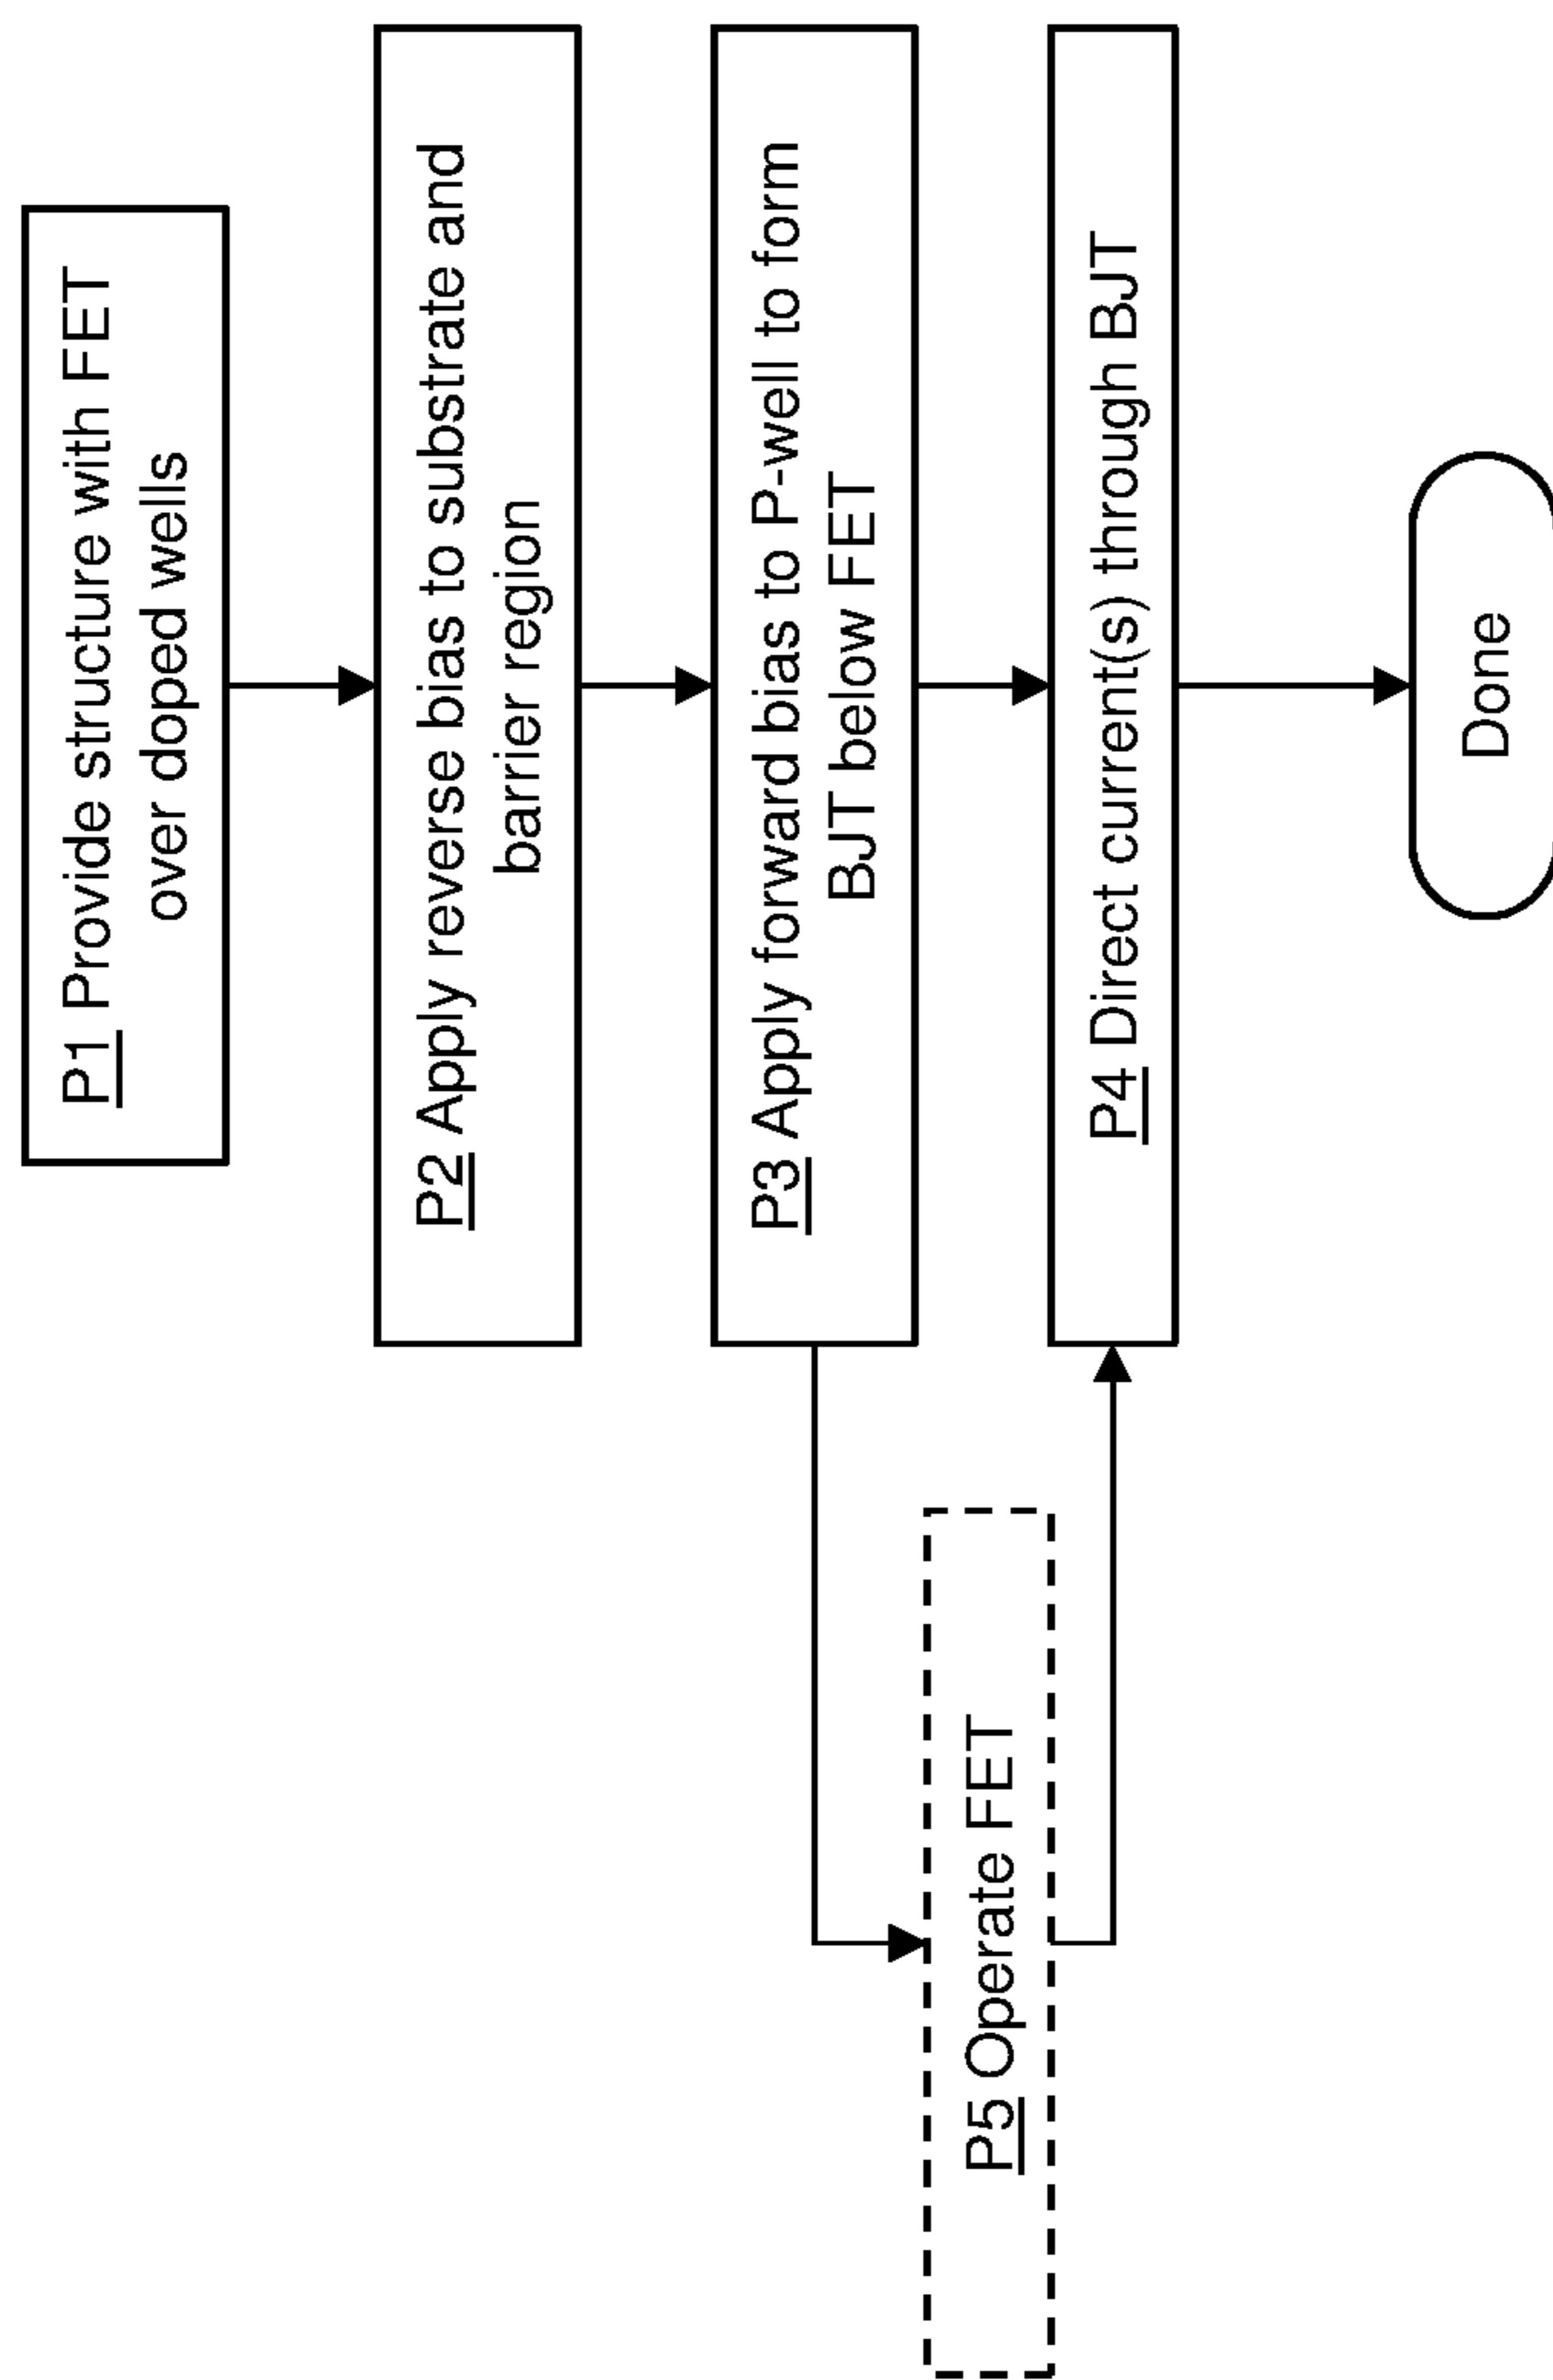 P1 Provide structure with FET
over doped wells
P2 Apply reverse bias to substrate and
barrier region
P3 Apply forward bias to P-well to form
BJT below FET
P5 Operate FET
P4 Direct current(s) through BJT
Done